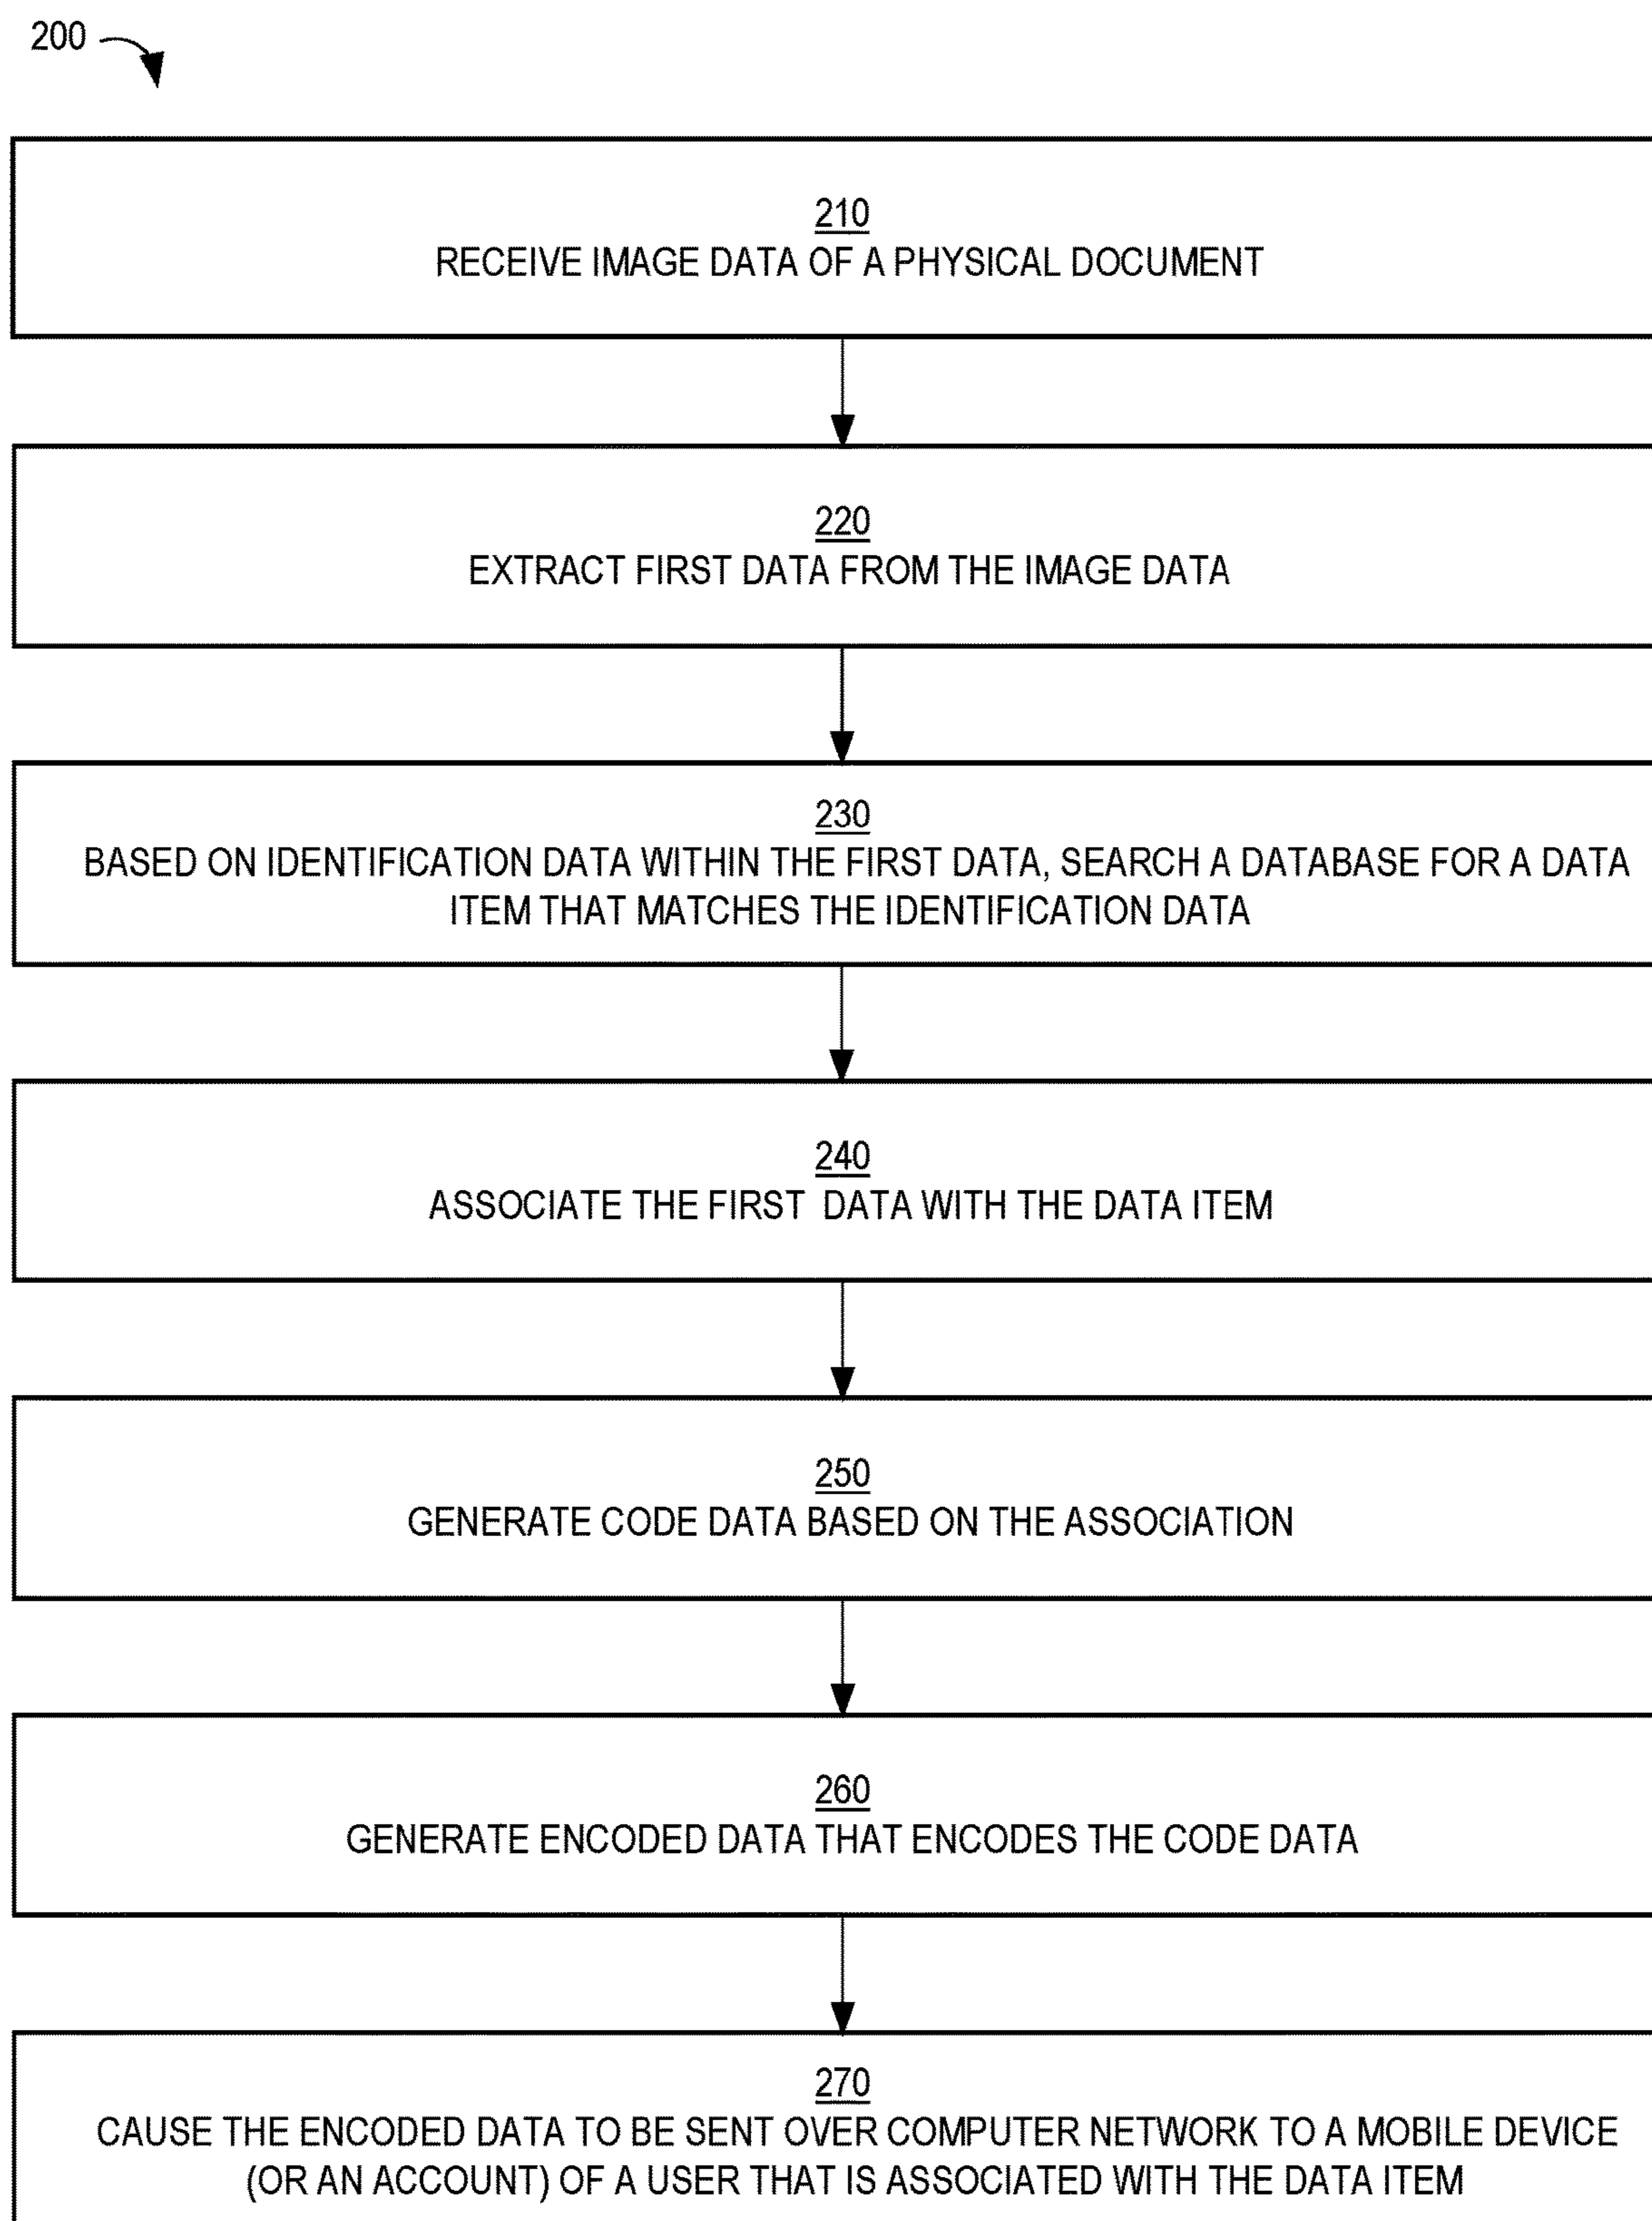 200
210
RECEIVE IMAGE DATA OF A PHYSICAL DOCUMENT
220
EXTRACT FIRST DATA FROM THE IMAGE DATA
230
BASED ON IDENTIFICATION DATA WITHIN THE FIRST DATA, SEARCH A DATABASE FOR A DATA
ITEM THAT MATCHES THE IDENTIFICATION DATA
240
ASSOCIATE THE FIRST DATA WITH THE DATA ITEM
250
GENERATE CODE DATA BASED ON THE ASSOCIATION
260
GENERATE ENCODED DATA THAT ENCODES THE CODE DATA
270
CAUSE THE ENCODED DATA TO BE SENT OVER COMPUTER NETWORK TO A MOBILE DEVICE
(OR AN ACCOUNT) OF A USER THAT IS ASSOCIATED WITH THE DATA ITEM